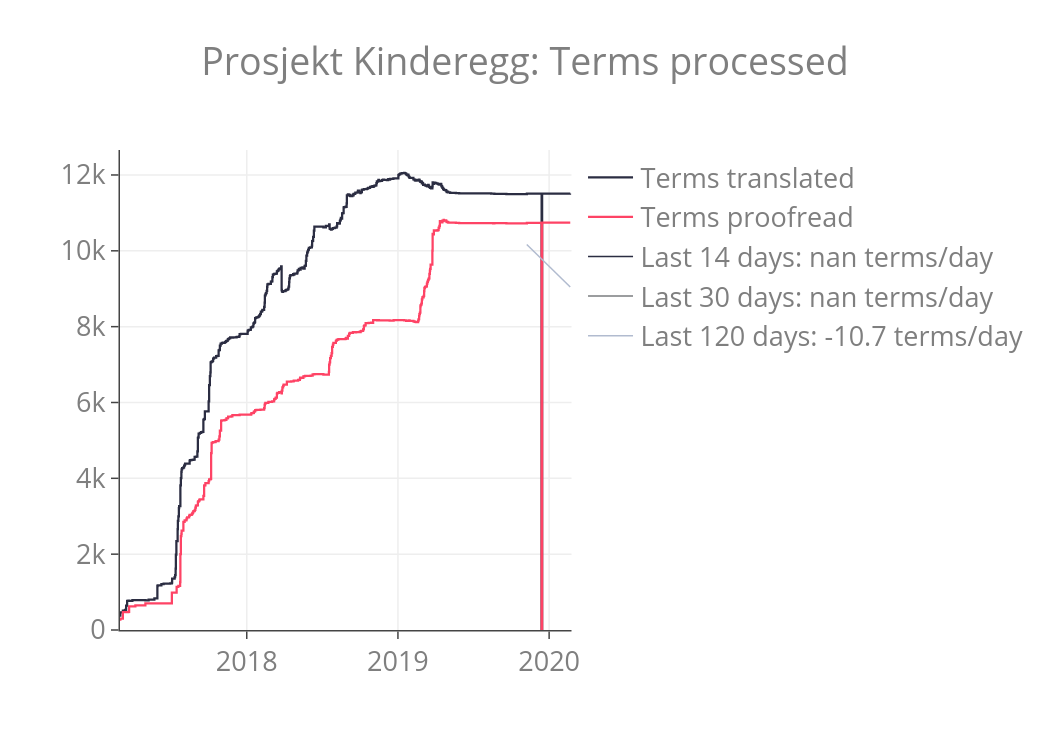 Prosjekt Kinderegg: Terms processed
12k
10k
8k
6k
4k
2k
0
2018
2019
2020
Terms translated
Terms proofread
Last 14 days: nan terms/day
Last 30 days: nan terms/day
Last 120 days: -10.7 terms/day